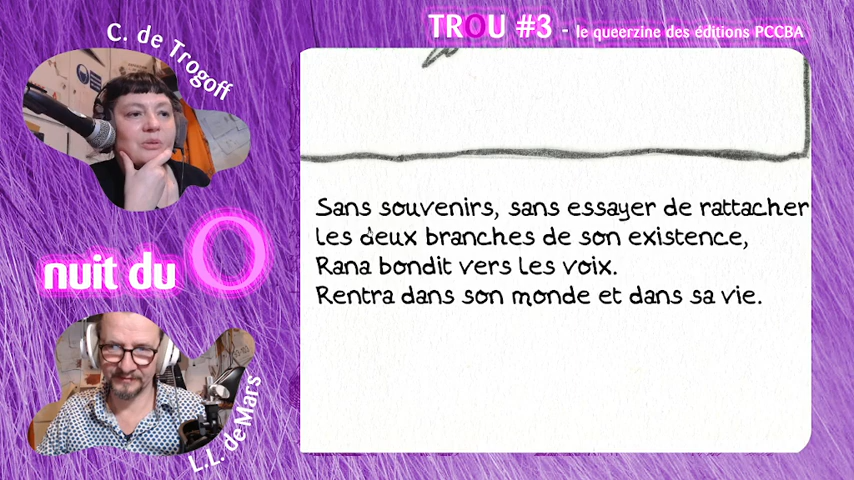 TROU #3 - le queerzine des éditions PCCBA
C. de Trogoff
Sans souvenirs, sans essayer de rattacher
les deux branches de son existence,
Rana bondit vers les voix.
Rentra dans son monde et dans sa vie.
nuit du O
L.L. de Mars